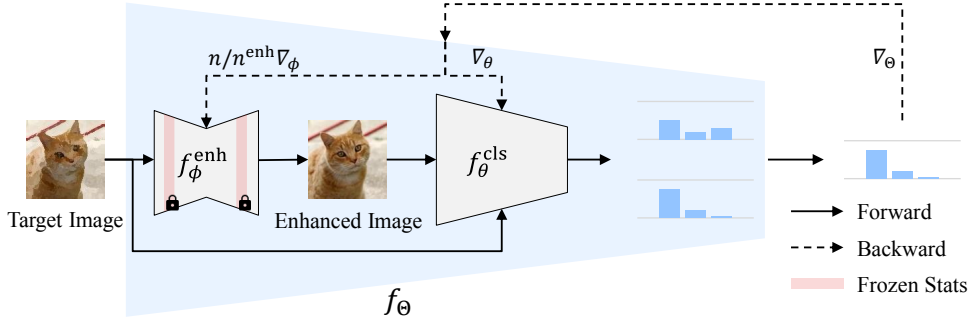 ∇_Θ
n/n^enh ∇_ϕ
∇_θ
f_ϕ^enh
f_θ^cls
Target Image
Enhanced Image
Forward
Backward
Frozen Stats
f_Θ